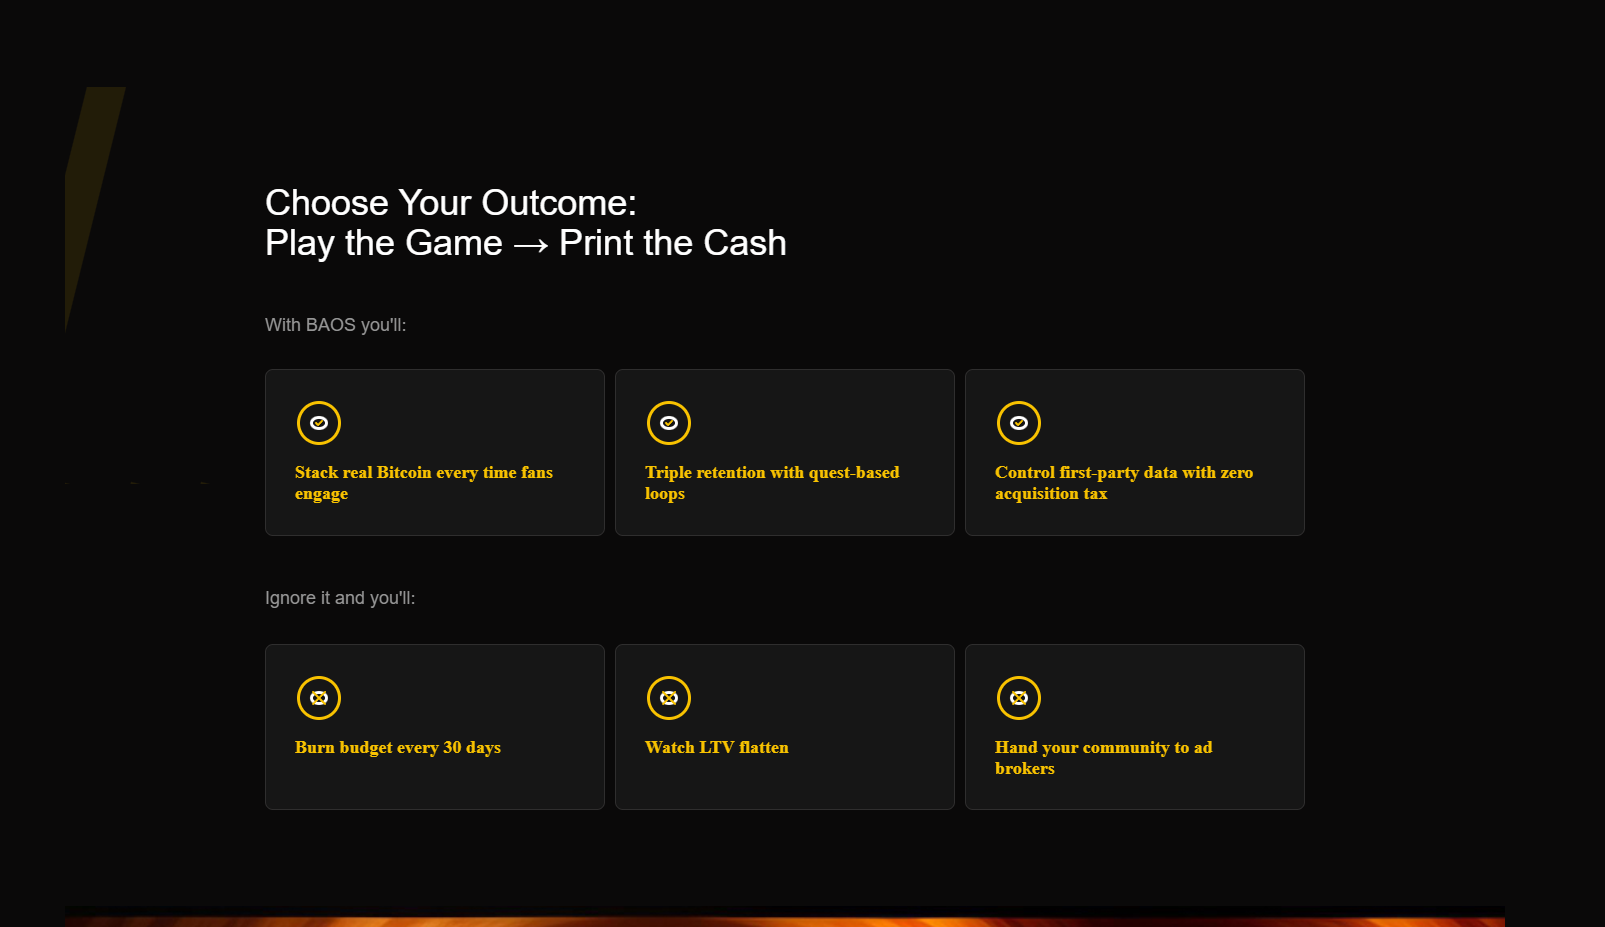 Choose Your Outcome:
Play the Game → Print the Cash
With BAOS you'll:
Stack real Bitcoin every time fans
engage
Triple retention with quest-based
loops
Control first-party data with zero
acquisition tax
Ignore it and you'll:
Burn budget every 30 days
Watch LTV flatten
Hand your community to ad
brokers